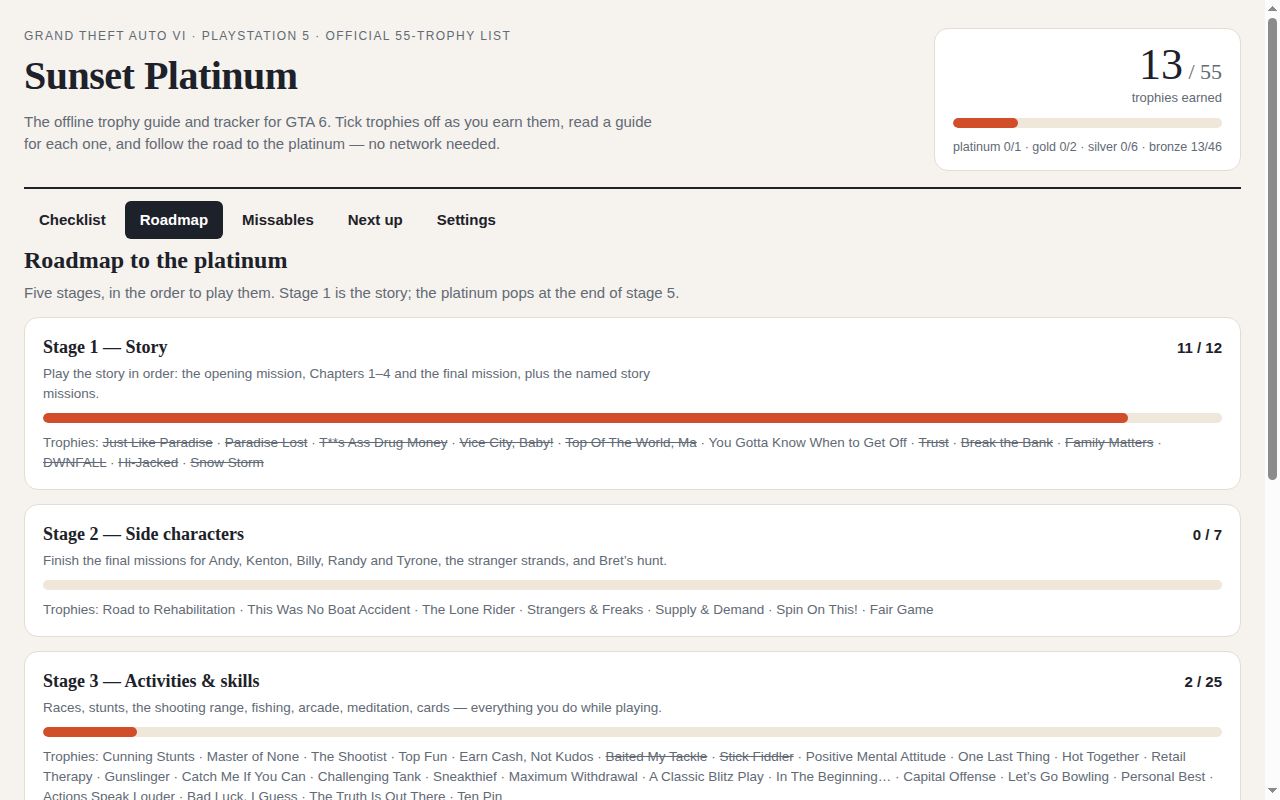 GRAND THEFT AUTO VI · PLAYSTATION 5 · OFFICIAL 55-TROPHY LIST
Sunset Platinum
The offline trophy guide and tracker for GTA 6. Tick trophies off as you earn them, read a guide
for each one, and follow the road to the platinum — no network needed.
13 / 55
trophies earned
platinum 0/1 · gold 0/2 · silver 0/6 · bronze 13/46
Checklist Roadmap Missables Next up Settings
Roadmap to the platinum
Five stages, in the order to play them. Stage 1 is the story; the platinum pops at the end of stage 5.
Stage 1 — Story 11 / 12
Play the story in order: the opening mission, Chapters 1–4 and the final mission, plus the named story
missions.
Trophies: Just Like Paradise · Paradise Lost · T**s Ass Drug Money · Vice City, Baby! · Top Of The World, Ma · You Gotta Know When to Get Off · Trust · Break the Bank · Family Matters ·
DWNFALL · Hi-Jacked · Snow Storm
Stage 2 — Side characters 0 / 7
Finish the final missions for Andy, Kenton, Billy, Randy and Tyrone, the stranger strands, and Bret's hunt.
Trophies: Road to Rehabilitation · This Was No Boat Accident · The Lone Rider · Strangers & Freaks · Supply & Demand · Spin On This! · Fair Game
Stage 3 — Activities & skills 2 / 25
Races, stunts, the shooting range, fishing, arcade, meditation, cards — everything you do while playing.
Trophies: Cunning Stunts · Master of None · The Shootist · Top Fun · Earn Cash, Not Kudos · Baited My Tackle · Stick Fiddler · Positive Mental Attitude · One Last Thing · Hot Together · Retail
Therapy · Gunslinger · Catch Me If You Can · Challenging Tank · Sneakthief · Maximum Withdrawal · A Classic Blitz Play · In The Beginning… · Capital Offense · Let's Go Bowling · Personal Best ·
Actions Speak Louder · Bad Luck, I Guess · The Truth Is Out There · Ten Pin